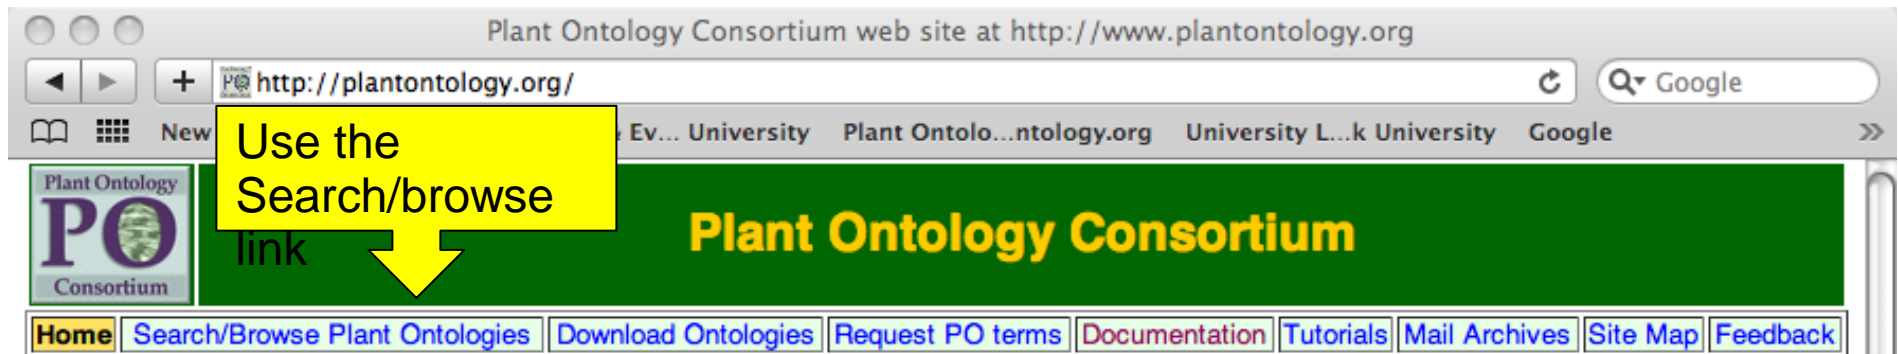 Plant Ontology Consortium web site at http://www.plantontology.org
http://plantontology.org/
Google
New
Ev... University
Plant Ontolo...ntology.org
University L...k University
Google
Use the
Search/browse
link
Plant Ontology
PO
Consortium
Plant Ontology Consortium
Home Search/Browse Plant Ontologies Download Ontologies Request PO terms Documentation Tutorials Mail Archives Site Map Feedback